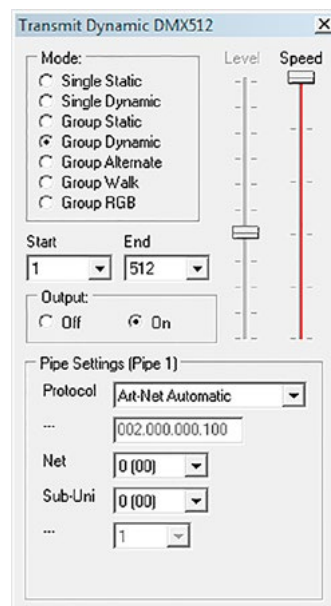 Transmit Dynamic DMX512 X
Mode: Level Speed
Single Static
Single Dynamic
Group Static
Group Dynamic
Group Alternate
Group Walk
Group RGB
Start End
1 512
Output:
Off On
Pipe Settings (Pipe 1)
Protocol Art-Net Automatic
... 002.000.000.100
Net 0 (00)
Sub-Uni 0 (00)
... 1